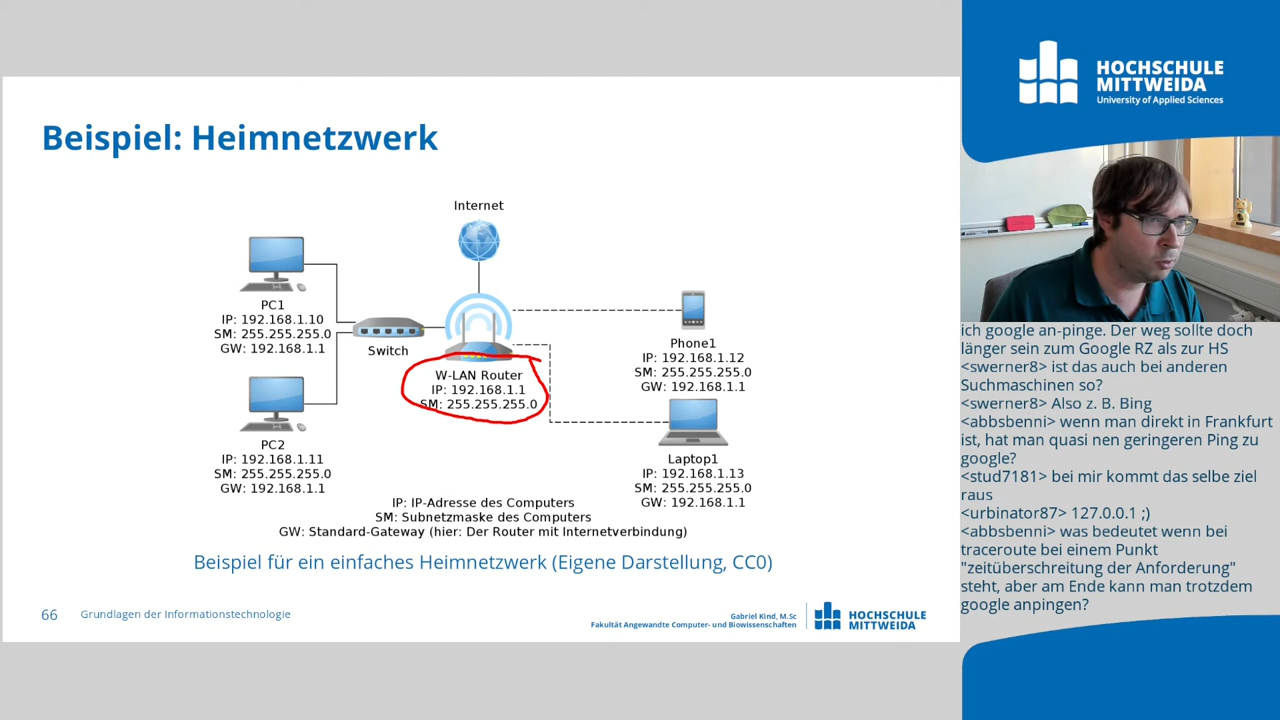 Beispiel: Heimnetzwerk
Internet
PC1
IP: 192.168.1.10
SM: 255.255.255.0
GW: 192.168.1.1
Switch
W-LAN Router
IP: 192.168.1.1
SM: 255.255.255.0
Phone1
IP: 192.168.1.12
SM: 255.255.255.0
GW: 192.168.1.1
PC2
IP: 192.168.1.11
SM: 255.255.255.0
GW: 192.168.1.1
Laptop1
IP: 192.168.1.13
SM: 255.255.255.0
GW: 192.168.1.1
IP: IP-Adresse des Computers
SM: Subnetzmaske des Computers
GW: Standard-Gateway (hier: Der Router mit Internetverbindung)
Beispiel für ein einfaches Heimnetzwerk (Eigene Darstellung, CC0)
66
Grundlagen der Informationstechnologie
Gabriel Kind, M.Sc
Fakultät Angewandte Computer- und Biowissenschaften
HOCHSCHULE
MITTWEIDA
HOCHSCHULE
MITTWEIDA
University of Applied Sciences
ich google an-pinge. Der weg sollte doch
länger sein zum Google RZ als zur HS
<swerner8> ist das auch bei anderen
Suchmaschinen so?
<swerner8> Also z. B. Bing
<abbsbenni> wenn man direkt in Frankfurt
ist, hat man quasi nen geringeren Ping zu
google?
<stud7181> bei mir kommt das selbe ziel
raus
<urbinator87> 127.0.0.1 ;)
<abbsbenni> was bedeutet wenn bei
traceroute bei einem Punkt
"zeitüberschreitung der Anforderung"
steht, aber am Ende kann man trotzdem
google anpingen?